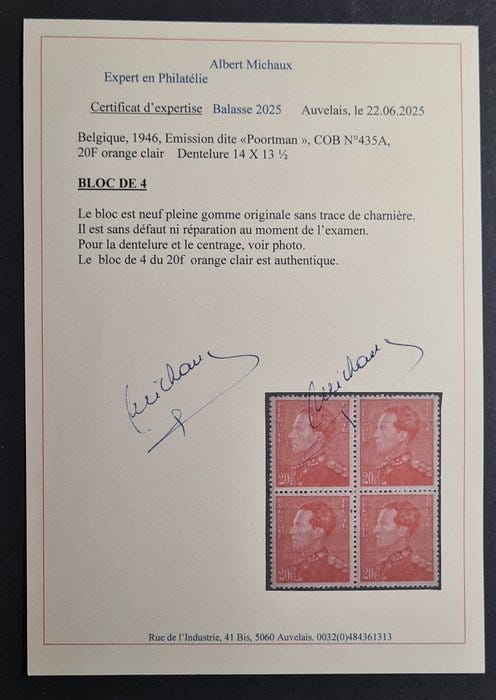 Albert Michaux
Expert en Philatélie
Certificat d'expertise Balasse 2025 Auvelais, le 22.06.2025
Belgique, 1946, Emission dite «Poortman », COB N°435A,
20F orange clair Dentelure 14 X 13 ½
BLOC DE 4
Le bloc est neuf pleine gomme originale sans trace de charnière.
Il est sans défaut ni réparation au moment de l'examen.
Pour la dentelure et le centrage, voir photo.
Le bloc de 4 du 20f orange clair est authentique.
20F 20F
20F 20F
Rue de l'Industrie, 41 Bis, 5060 Auvelais. 0032(0)484361313